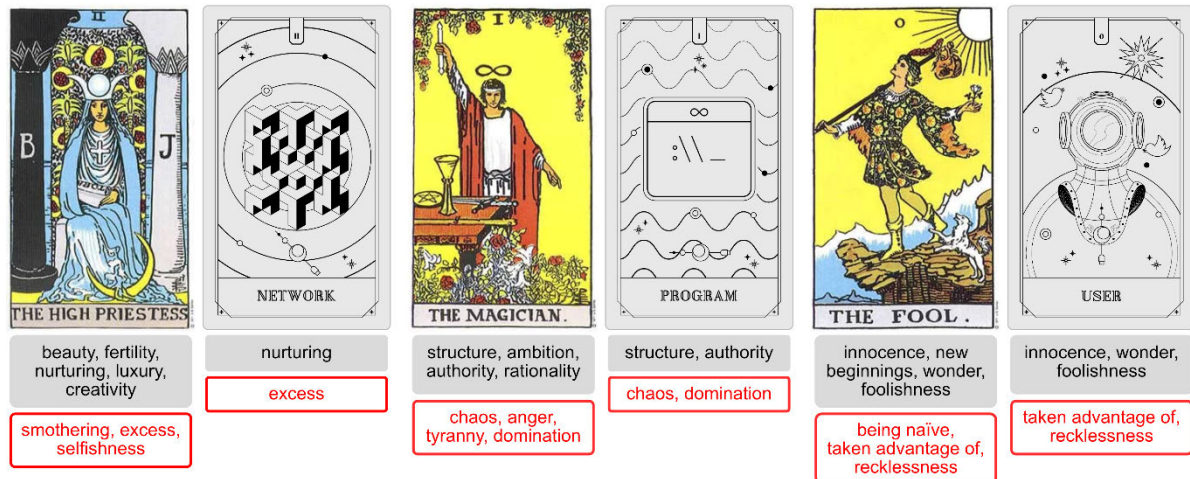 II
B
J
TORA
THE HIGH PRIESTESS
II
NETWORK
I
THE MAGICIAN.
I
∞
:\\_
PROGRAM
0
THE FOOL.
0
USER
beauty, fertility,
nurturing, luxury,
creativity
smothering, excess,
selfishness
nurturing
excess
structure, ambition,
authority, rationality
chaos, anger,
tyranny, domination
structure, authority
chaos, domination
innocence, new
beginnings, wonder,
foolishness
being naïve,
taken advantage of,
recklessness
innocence, wonder,
foolishness
taken advantage of,
recklessness